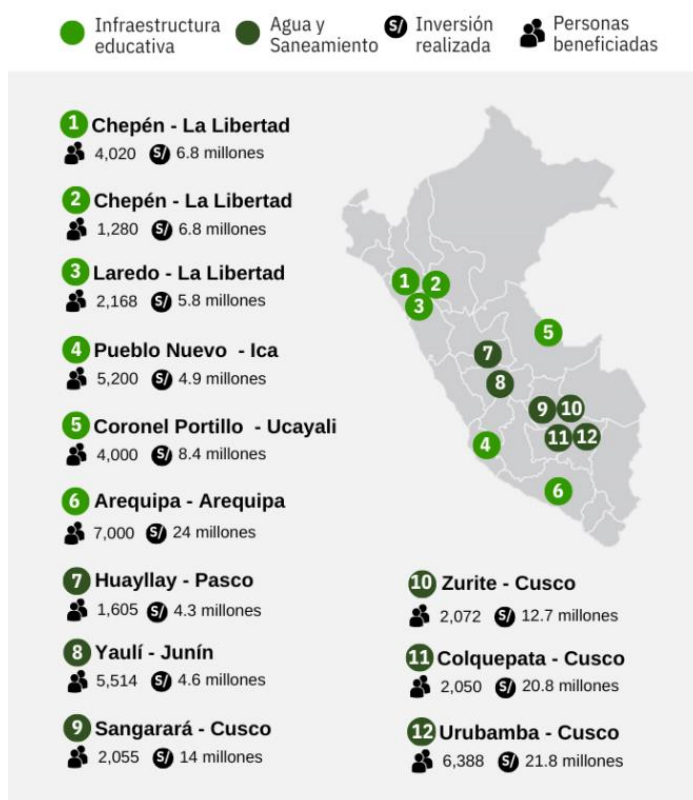 Infraestructura
educativa
Agua y
Saneamiento
S/ Inversión
realizada
Personas
beneficiadas
1 Chepén - La Libertad
4,020 S/ 6.8 millones
2 Chepén - La Libertad
1,280 S/ 6.8 millones
3 Laredo - La Libertad
2,168 S/ 5.8 millones
4 Pueblo Nuevo - Ica
5,200 S/ 4.9 millones
5 Coronel Portillo - Ucayali
4,000 S/ 8.4 millones
6 Arequipa - Arequipa
7,000 S/ 24 millones
7 Huayllay - Pasco
1,605 S/ 4.3 millones
8 Yaulí - Junín
5,514 S/ 4.6 millones
9 Sangarará - Cusco
2,055 S/ 14 millones
10 Zurite - Cusco
2,072 S/ 12.7 millones
11 Colquepata - Cusco
2,050 S/ 20.8 millones
12 Urubamba - Cusco
6,388 S/ 21.8 millones
1 2
3
5
7
8
9 10
4 11 12
6